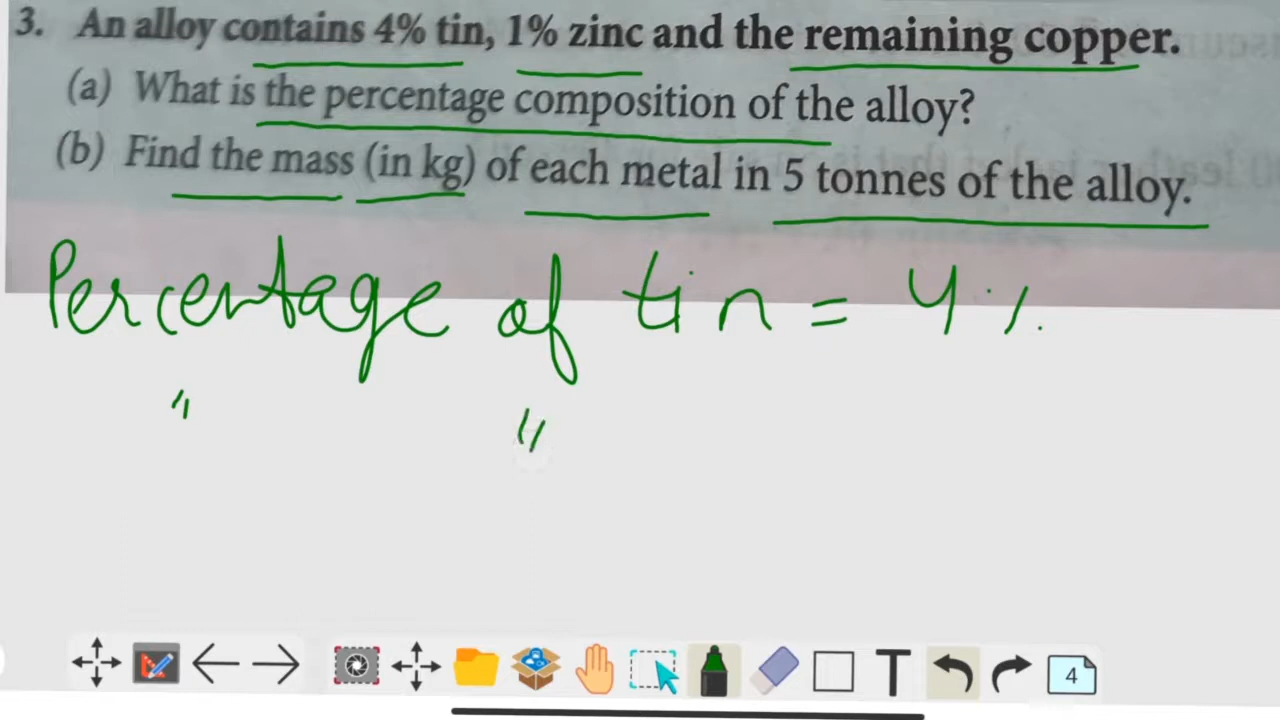 3. An alloy contains 4% tin, 1% zinc and the remaining copper.
(a) What is the percentage composition of the alloy?
(b) Find the mass (in kg) of each metal in 5 tonnes of the alloy.
Percentage of tin = 4%.
" "
T 4